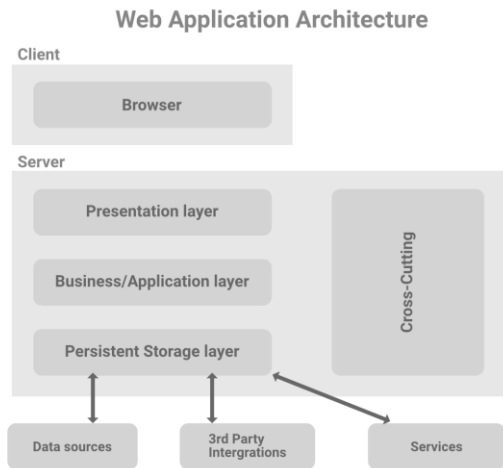 Web Application Architecture
Client
Browser
Server
Presentation layer
Business/Application layer
Persistent Storage layer
Cross-Cutting
Data sources
3rd Party
Intergrations
Services